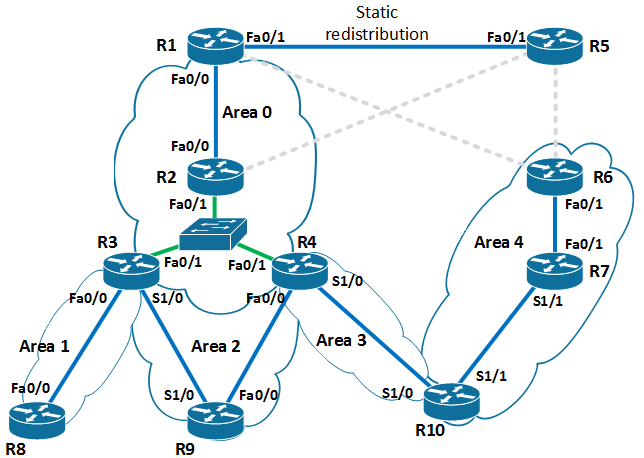 Static
redistribution
R1
Fa0/1
Fa0/1
R5
Fa0/0
Area 0
Fa0/0
R2
R6
Fa0/1
Fa0/1
R3
R4
Area 4
Fa0/1
Fa0/1
Fa0/1
S1/0
R7
Fa0/0
S1/0
Fa0/0
S1/1
Area 1
Area 2
Area 3
Fa0/0
S1/0
Fa0/0
S1/0
S1/1
R8
R9
R10